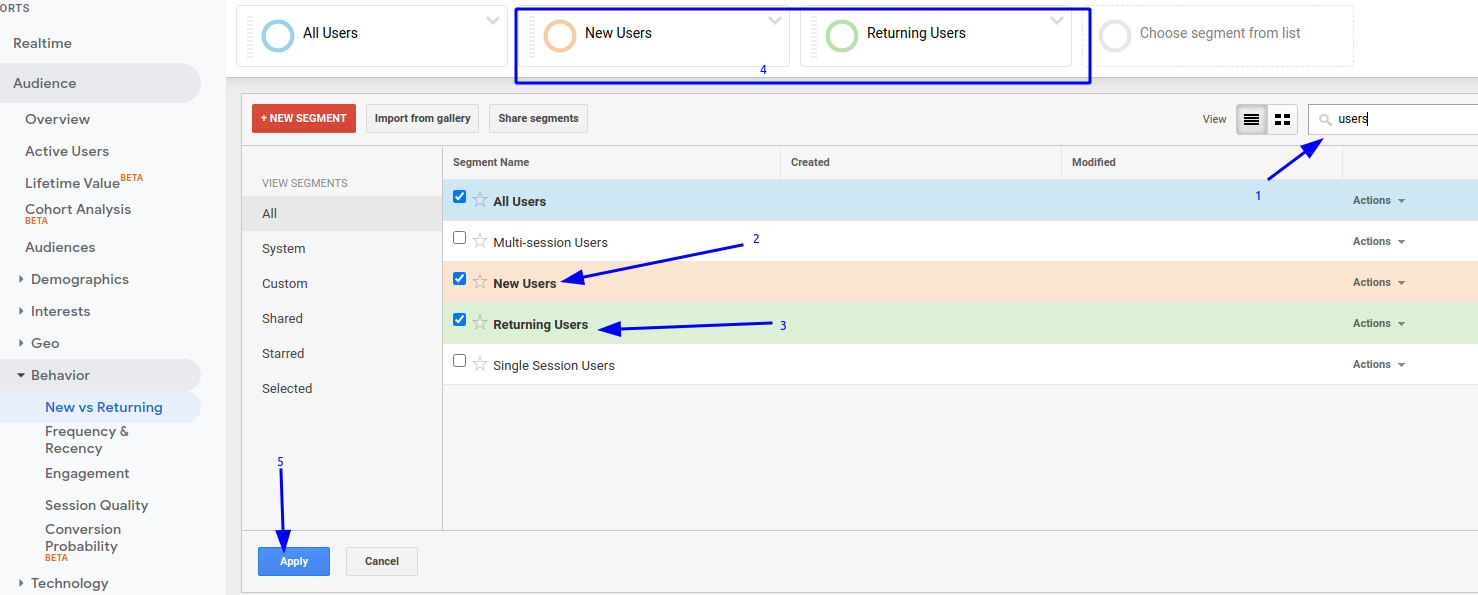 ORTS
Realtime
Audience
Overview
Active Users
Lifetime Value BETA
Cohort Analysis
BETA
Audiences
Demographics
Interests
Geo
Behavior
New vs Returning
Frequency &
Recency
Engagement
Session Quality
Conversion
Probability
BETA
Technology
All Users
New Users
Returning Users
Choose segment from list
4
+ NEW SEGMENT
Import from gallery
Share segments
View
users
1
VIEW SEGMENTS
All
System
Custom
Shared
Starred
Selected
Segment Name Created Modified
All Users Actions
Multi-session Users Actions
2
New Users Actions
Returning Users Actions
3
Single Session Users Actions
5
Apply
Cancel